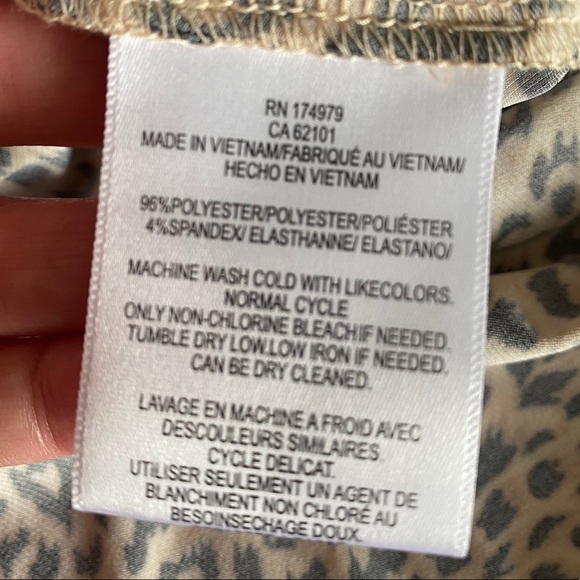 RN 174979
CA 62101
MADE IN VIETNAM/FABRIQUÉ AU VIETNAM/
HECHO EN VIETNAM
96%POLYESTER/POLYESTER/POLIÉSTER
4%SPANDEX/ ELASTHANNE/ ELASTANO/
MACHINE WASH COLD WITH LIKECOLORS.
NORMAL CYCLE
ONLY NON-CHLORINE BLEACH IF NEEDED.
TUMBLE DRY LOW.LOW IRON IF NEEDED.
CAN BE DRY CLEANED.
LAVAGE EN MACHINE A FROID AVEC
DESCOULEURS SIMILAIRES.
CYCLE DELICAT.
UTILISER SEULEMENT UN AGENT DE
BLANCHIMENT NON CHLORÉ AU
BESOINSECHAGE DOUX.